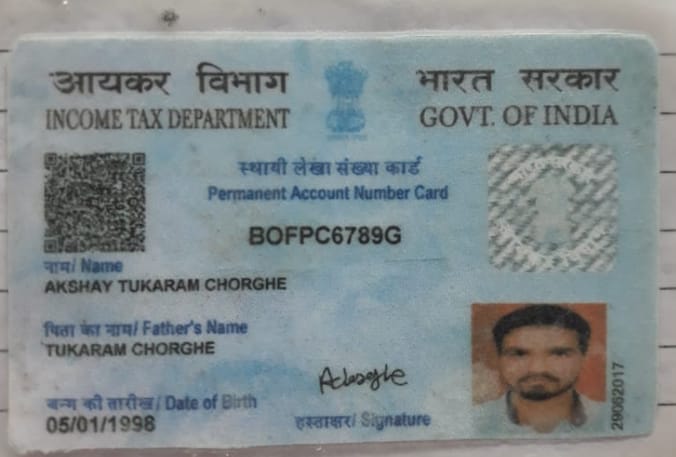 आयकर विभाग भारत सरकार
INCOME TAX DEPARTMENT GOVT. OF INDIA
स्थायी लेखा संख्या कार्ड
Permanent Account Number Card
BOFPC6789G
नाम/ Name
AKSHAY TUKARAM CHORGHE
पिता का नाम/ Father's Name
TUKARAM CHORGHE
जन्म की तारीख/ Date of Birth
05/01/1998
हस्ताक्षर/ Signature
29062017